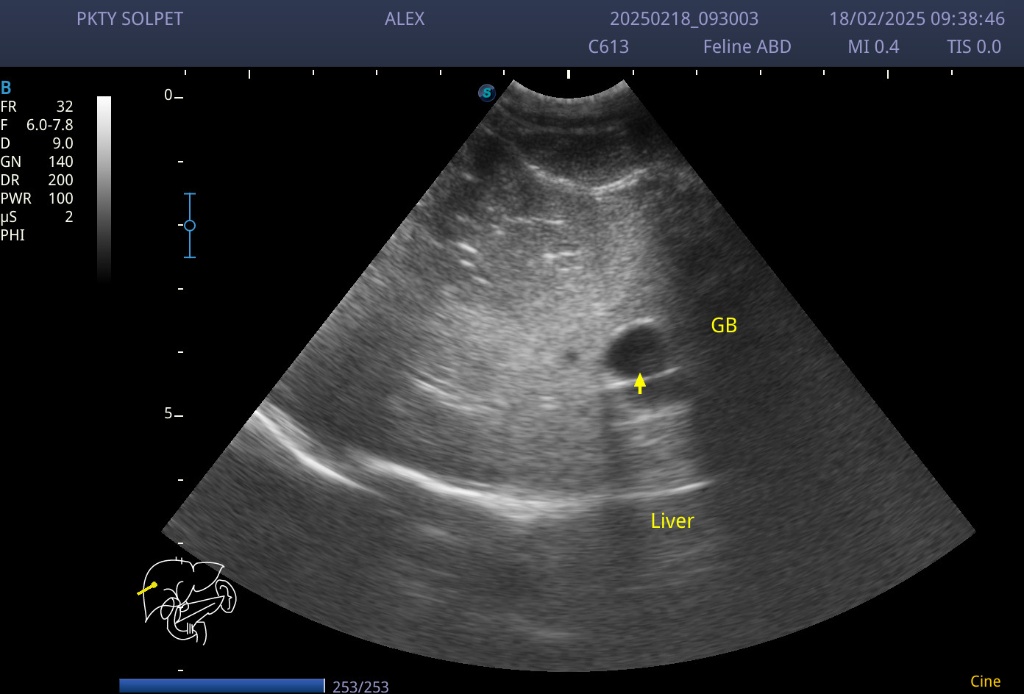 PKTY SOLPET ALEX 20250218_093003 18/02/2025 09:38:46
C613 Feline ABD MI 0.4 TIS 0.0
B
FR 32
F 6.0-7.8
D 9.0
GN 140
DR 200
PWR 100
µS 2
PHI
0
S
GB
5
Liver
253/253
Cine